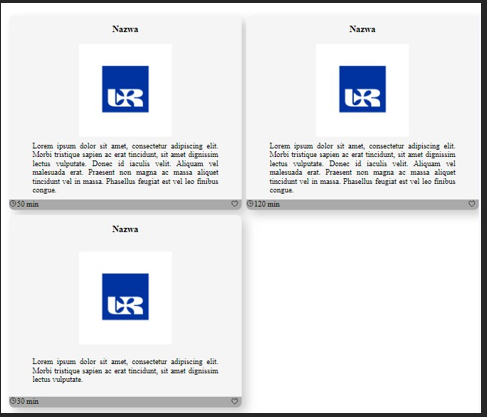 Nazwa
UR
Lorem ipsum dolor sit amet, consectetur adipiscing elit.
Morbi tristique sapien ac erat tincidunt, sit amet dignissim
lectus vulputate. Donec id iaculis velit. Aliquam vel
malesuada erat. Praesent non magna ac massa aliquet
tincidunt vel in massa. Phasellus feugiat est vel leo finibus
congue.
50 min
Nazwa
UR
Lorem ipsum dolor sit amet, consectetur adipiscing elit.
Morbi tristique sapien ac erat tincidunt, sit amet dignissim
lectus vulputate. Donec id iaculis velit. Aliquam vel
malesuada erat. Praesent non magna ac massa aliquet
tincidunt vel in massa. Phasellus feugiat est vel leo finibus
congue.
120 min
Nazwa
UR
Lorem ipsum dolor sit amet, consectetur adipiscing elit.
Morbi tristique sapien ac erat tincidunt, sit amet dignissim
lectus vulputate.
30 min